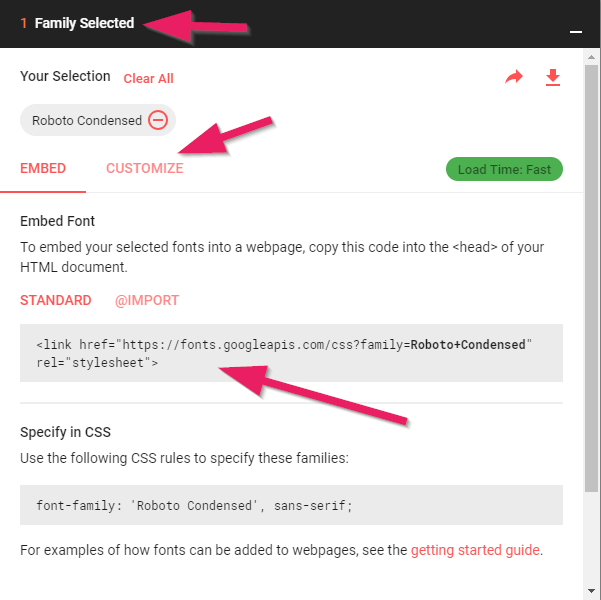 1 Family Selected
Your Selection Clear All
Roboto Condensed
EMBED CUSTOMIZE Load Time: Fast
Embed Font
To embed your selected fonts into a webpage, copy this code into the <head> of your
HTML document.
STANDARD @IMPORT
<link href="https://fonts.googleapis.com/css?family=Roboto+Condensed"
rel="stylesheet">
Specify in CSS
Use the following CSS rules to specify these families:
font-family: 'Roboto Condensed', sans-serif;
For examples of how fonts can be added to webpages, see the getting started guide.